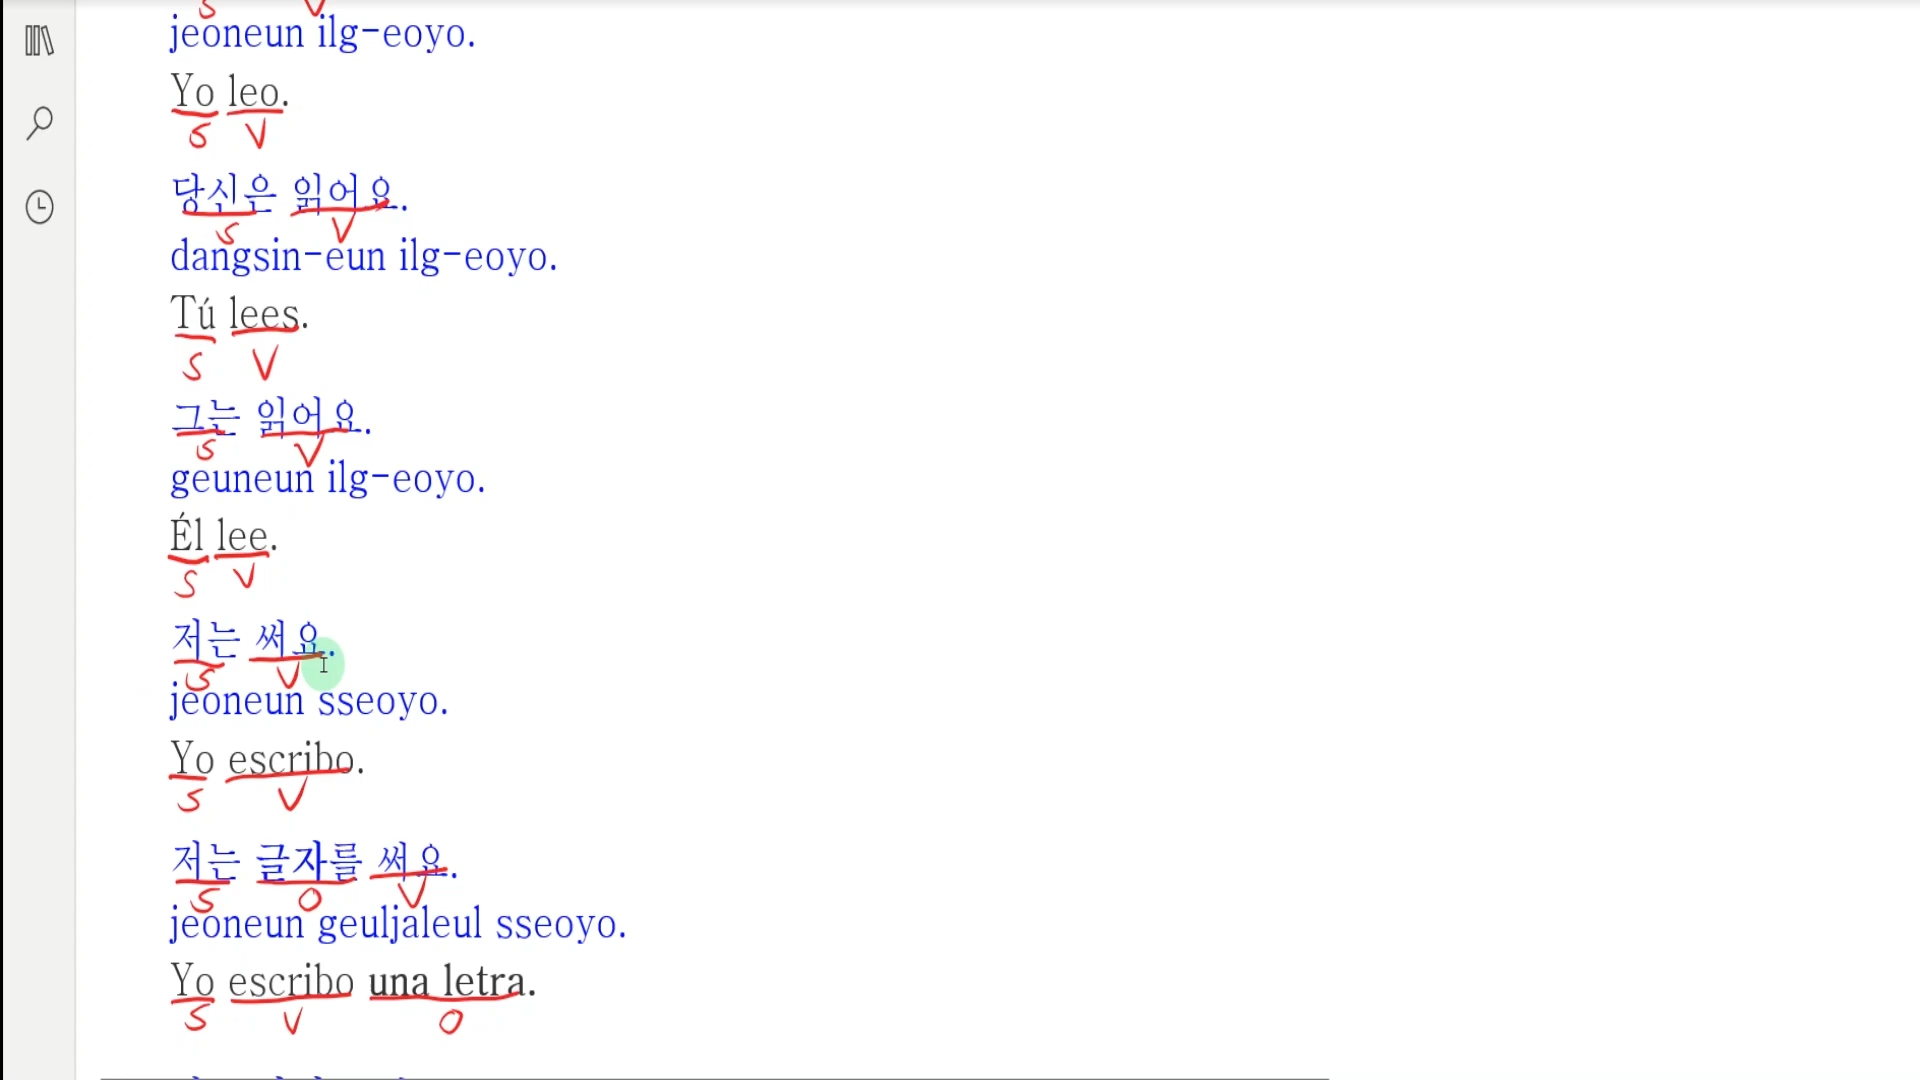 jeoneun ilg-eoyo.
Yo leo.
S V
당신은 읽어요.
S V
dangsin-eun ilg-eoyo.
Tú lees.
S V
그는 읽어요.
S V
geuneun ilg-eoyo.
Él lee.
S V
저는 써요.
S V
jeoneun sseoyo.
Yo escribo.
S V
저는 글자를 써요.
S O V
jeoneun geuljaleul sseoyo.
Yo escribo una letra.
S V O